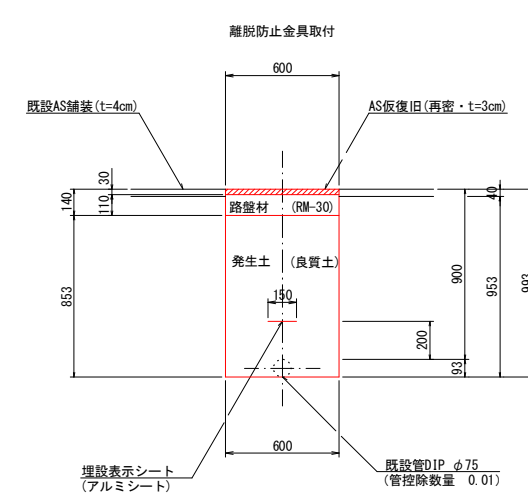 離脱防止金具取付
600
既設AS舗装(t=4cm)
AS仮復旧(再密・t=3cm)
30
140
110
40
路盤材 (RM-30)
発生土 (良質土)
150
853
900
953
993
200
93
600
埋設表示シート
(アルミシート)
既設管DIP φ75
(管控除数量 0.01)